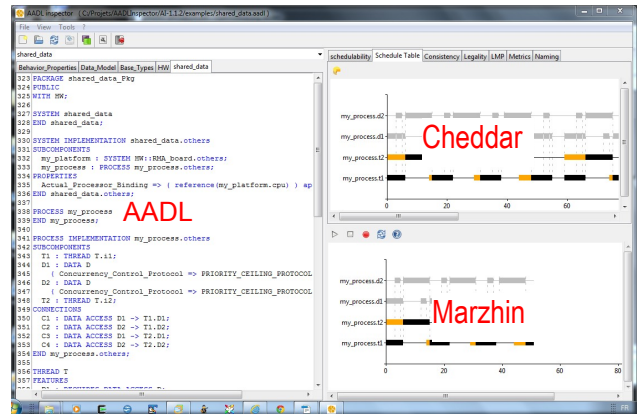 AADL inspector ( C:/Projets/AADLInspector/AI-1.1.2/examples/shared_data.aadl )
File View Tools ?
shared_data
Behavior_Properties Data_Model Base_Types HW shared_data
323 PACKAGE shared_data_Pkg
324 PUBLIC
325 WITH HW;
326
327 SYSTEM shared_data
328 END shared_data;
329
330 SYSTEM IMPLEMENTATION shared_data.others
331 SUBCOMPONENTS
332 my_platform : SYSTEM HW::RMA_board.others;
333 my_process : PROCESS my_process.others;
334 PROPERTIES
335 Actual_Processor_Binding => ( reference(my_platform.cpu) ) ap
336 END shared_data.others;
337
338 PROCESS my_process
339 END my_process;
340
341 PROCESS IMPLEMENTATION my_process.others
342 SUBCOMPONENTS
343 T1 : THREAD T.i1;
344 D1 : DATA D
345 { Concurrency_Control_Protocol => PRIORITY_CEILING_PROTOCOL
346 D2 : DATA D
347 { Concurrency_Control_Protocol => PRIORITY_CEILING_PROTOCOL
348 T2 : THREAD T.i2;
349 CONNECTIONS
350 C1 : DATA ACCESS D1 -> T1.D1;
351 C2 : DATA ACCESS D2 -> T1.D2;
352 C3 : DATA ACCESS D1 -> T2.D1;
353 C4 : DATA ACCESS D2 -> T2.D2;
354 END my_process.others;
355
356 THREAD T
357 FEATURES
AADL
schedulability Schedule Table Consistency Legality LMP Metrics Naming
my_process.d2
my_process.d1
my_process.t2
my_process.t1
0 20 40 60
Cheddar
my_process.d2
my_process.d1
my_process.t2
my_process.t1
0 20 40 60 80
Marzhin
FR